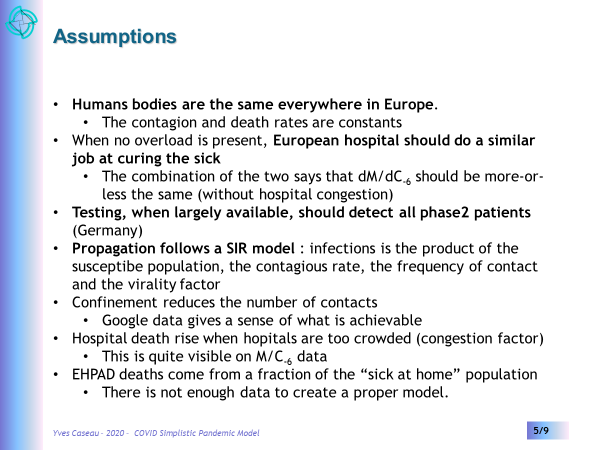 Assumptions
• Humans bodies are the same everywhere in Europe.
• The contagion and death rates are constants
• When no overload is present, European hospital should do a similar
job at curing the sick
• The combination of the two says that dM/dC-6 should be more-or-
less the same (without hospital congestion)
• Testing, when largely available, should detect all phase2 patients
(Germany)
• Propagation follows a SIR model : infections is the product of the
susceptibe population, the contagious rate, the frequency of contact
and the virality factor
• Confinement reduces the number of contacts
• Google data gives a sense of what is achievable
• Hospital death rise when hopitals are too crowded (congestion factor)
• This is quite visible on M/C-6 data
• EHPAD deaths come from a fraction of the “sick at home” population
• There is not enough data to create a proper model.
Yves Caseau - 2020 - COVID Simplistic Pandemic Model
5/9